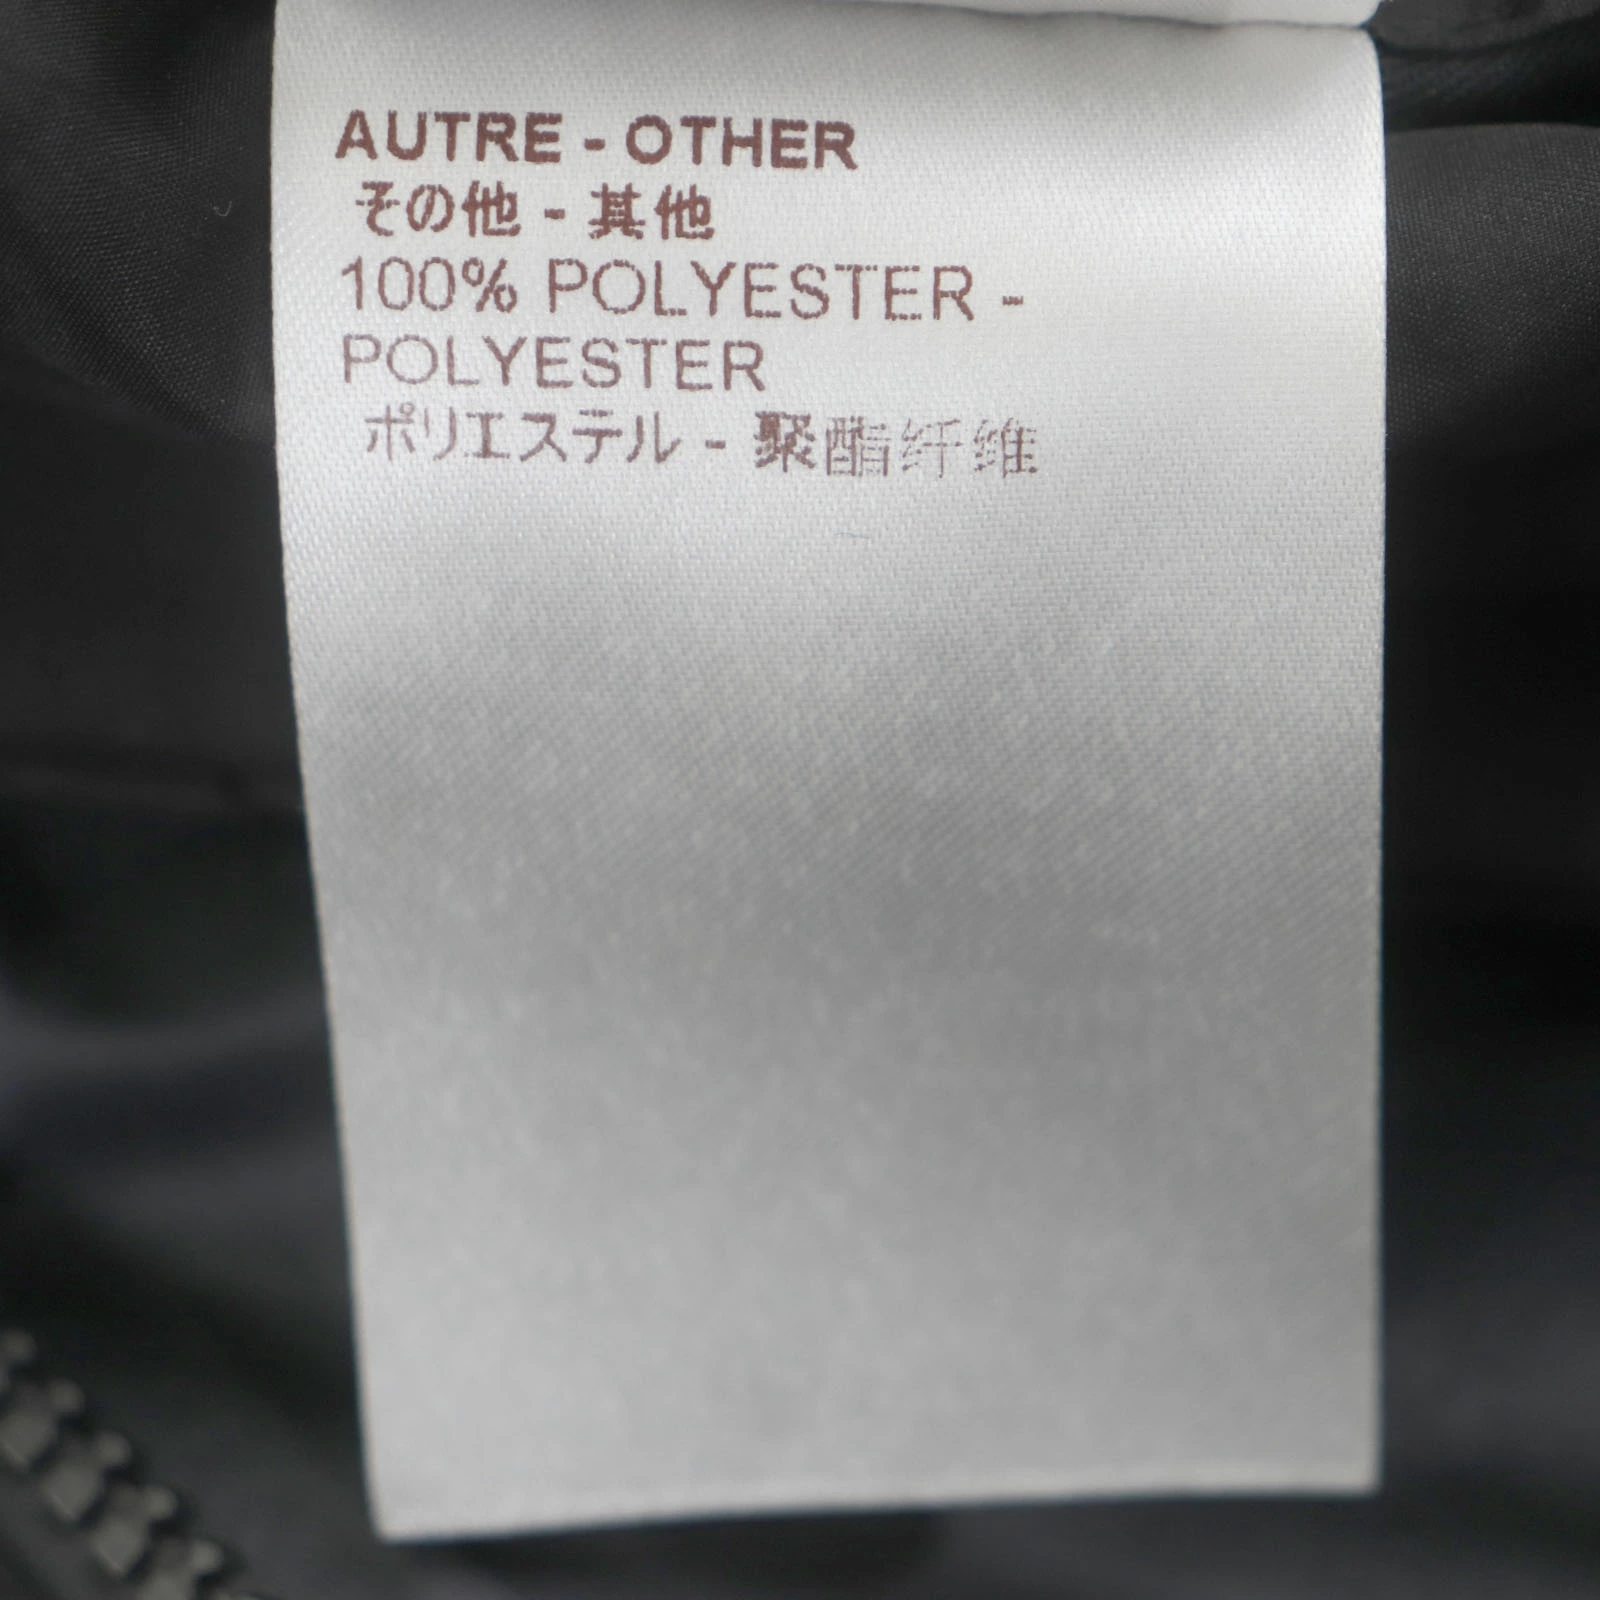 AUTRE - OTHER
その他 - 其他
100% POLYESTER -
POLYESTER
ポリエステル - 聚酯纤维